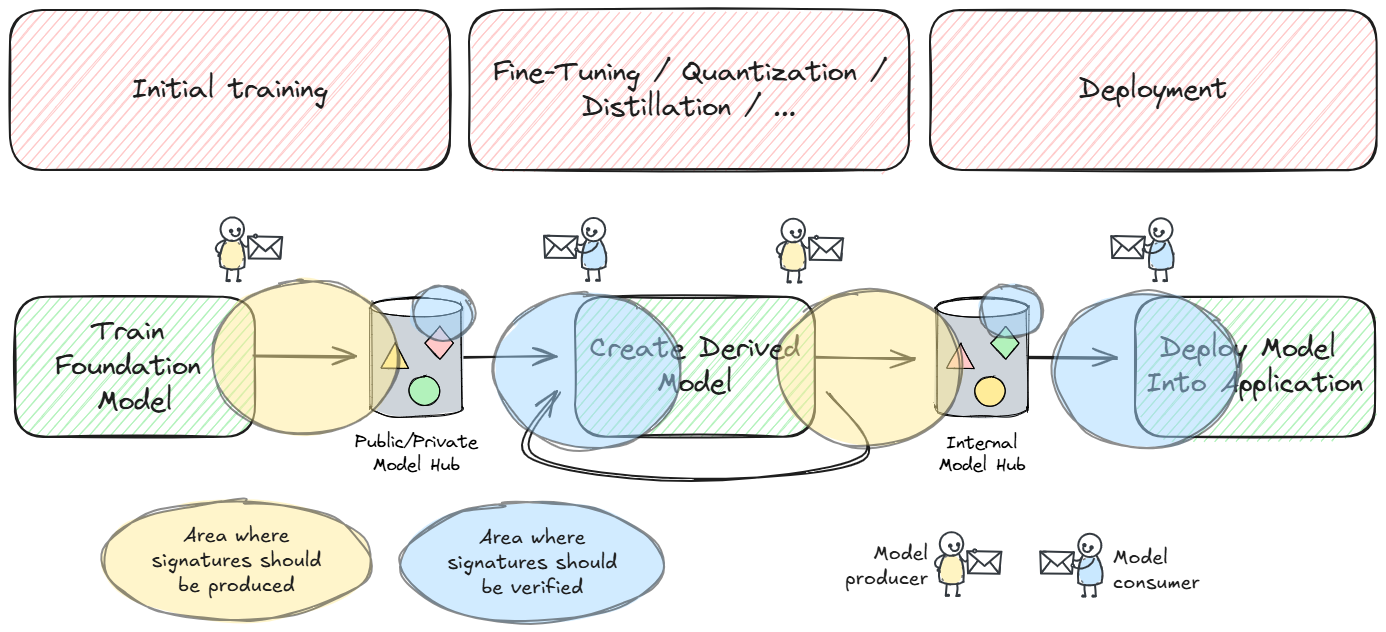 Initial training
Fine-Tuning / Quantization /
Distillation / ...
Deployment
Train
Foundation
Model
Create Derived
Model
Deploy Model
Into Application
Public/Private
Model Hub
Internal
Model Hub
Area where
signatures should
be produced
Area where
signatures should
be verified
Model
producer
Model
consumer